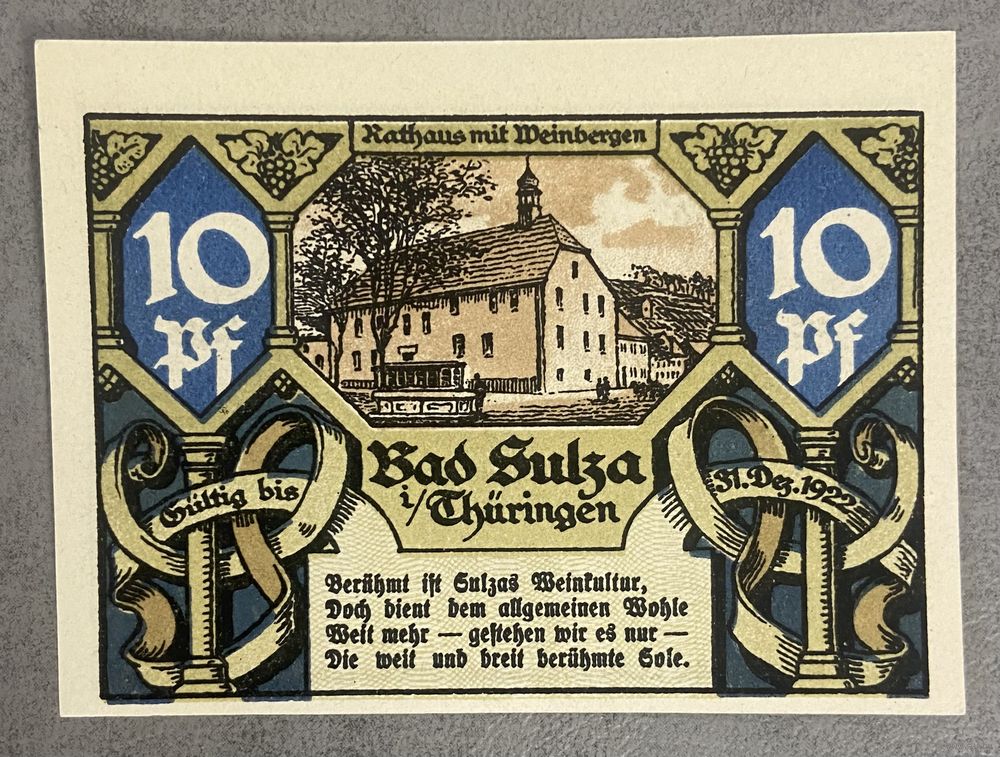 Rathaus mit Weinbergen
10
Pf
10
Pf
Bad Sulza
i/Thüringen
Gültig bis
31. Dez. 1922
Berühmt ist Sulzas Weinkultur,
Doch dient dem allgemeinen Wohle
Weit mehr — gestehen wir es nur —
Die weit und breit berühmte Sole.